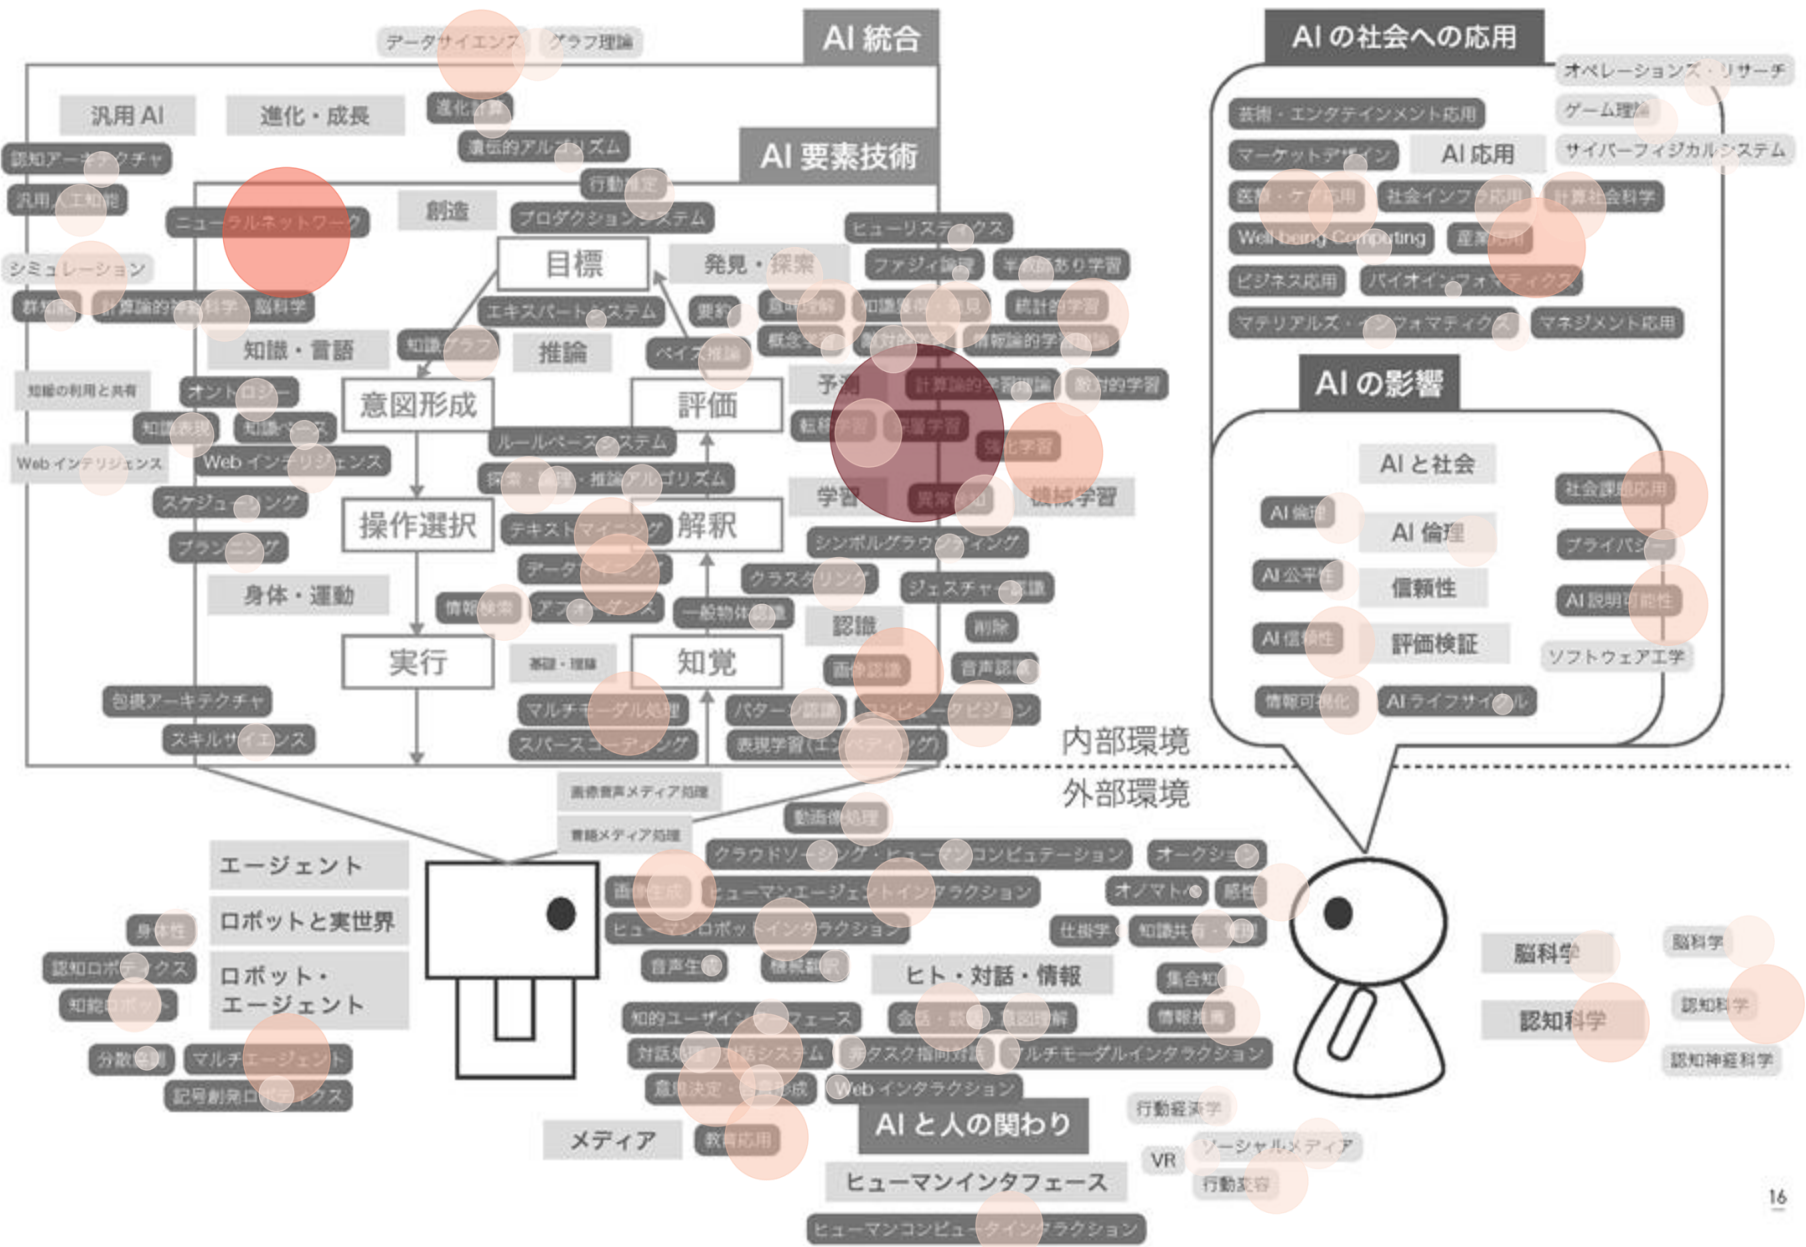 データサイエンス
グラフ理論
AI 統合
汎用 AI
進化・成長
進化計算
遺伝的アルゴリズム
AI 要素技術
認知アーキテクチャ
汎用人工知能
行動推定
ニューラルネットワーク
創造
プロダクションシステム
ヒューリスティクス
目標
発見・探索
ファジィ論理
半教師あり学習
シミュレーション
群知能
計算論的神経科学
脳科学
エキスパートシステム
要約
意味理解
知識獲得・発見
統計的学習
知識・言語
知識グラフ
推論
ベイズ推論
概念学習
情報論的学習理論
予測
計算論的学習理論
敵対的学習
知識の利用と共有
オントロジー
意図形成
評価
知識表現
知識ベース
転移学習
深層学習
強化学習
ルールベースシステム
Web インテリジェンス
Web インテリジェンス
探索・論理・推論アルゴリズム
スケジューリング
操作選択
解釈
学習
異常検知
機械学習
テキストマイニング
プランニング
シンボルグラウンディング
データマイニング
クラスタリング
ジェスチャー認識
身体・運動
情報検索
アフォーダンス
一般物体認識
認識
削除
実行
基礎・理論
知覚
画像認識
音声認識
包摂アーキテクチャ
マルチモーダル処理
パターン認識
コンピュータビジョン
スキルサイエンス
スパースコーディング
表現学習(エンベディング)
内部環境
外部環境
画像音声メディア処理
言語メディア処理
AI の社会への応用
オペレーションズ・リサーチ
芸術・エンタテインメント応用
ゲーム理論
マーケットデザイン
AI 応用
サイバーフィジカルシステム
医療・ケア応用
社会インフラ応用
計算社会科学
Well-being Computing
産業応用
ビジネス応用
バイオインフォマティクス
マテリアルズ・インフォマティクス
マネジメント応用
AI の影響
AI と社会
社会課題応用
AI 倫理
AI 倫理
プライバシー
AI 公平性
信頼性
AI 説明可能性
AI 信頼性
評価検証
ソフトウェア工学
情報可視化
AI ライフサイクル
動画像処理
エージェント
クラウドソーシング・ヒューマンコンピュテーション
オークション
画像生成
ヒューマンエージェントインタラクション
オノマトペ
感性
身体性
ロボットと実世界
ヒューマンロボットインタラクション
仕掛学
知識共有・管理
認知ロボティクス
ロボット・
エージェント
音声生成
機械翻訳
ヒト・対話・情報
集合知
知能ロボット
知的ユーザインターフェース
会話・談話・意図理解
情報推薦
分散協調
マルチエージェント
対話処理・対話システム
非タスク指向対話
マルチモーダルインタラクション
記号創発ロボティクス
意思決定・合意形成
Web インタラクション
AI と人の関わり
メディア
教育応用
ヒューマンインタフェース
ヒューマンコンピュータインタラクション
行動経済学
VR
ソーシャルメディア
行動変容
脳科学
脳科学
認知科学
認知科学
認知神経科学
16